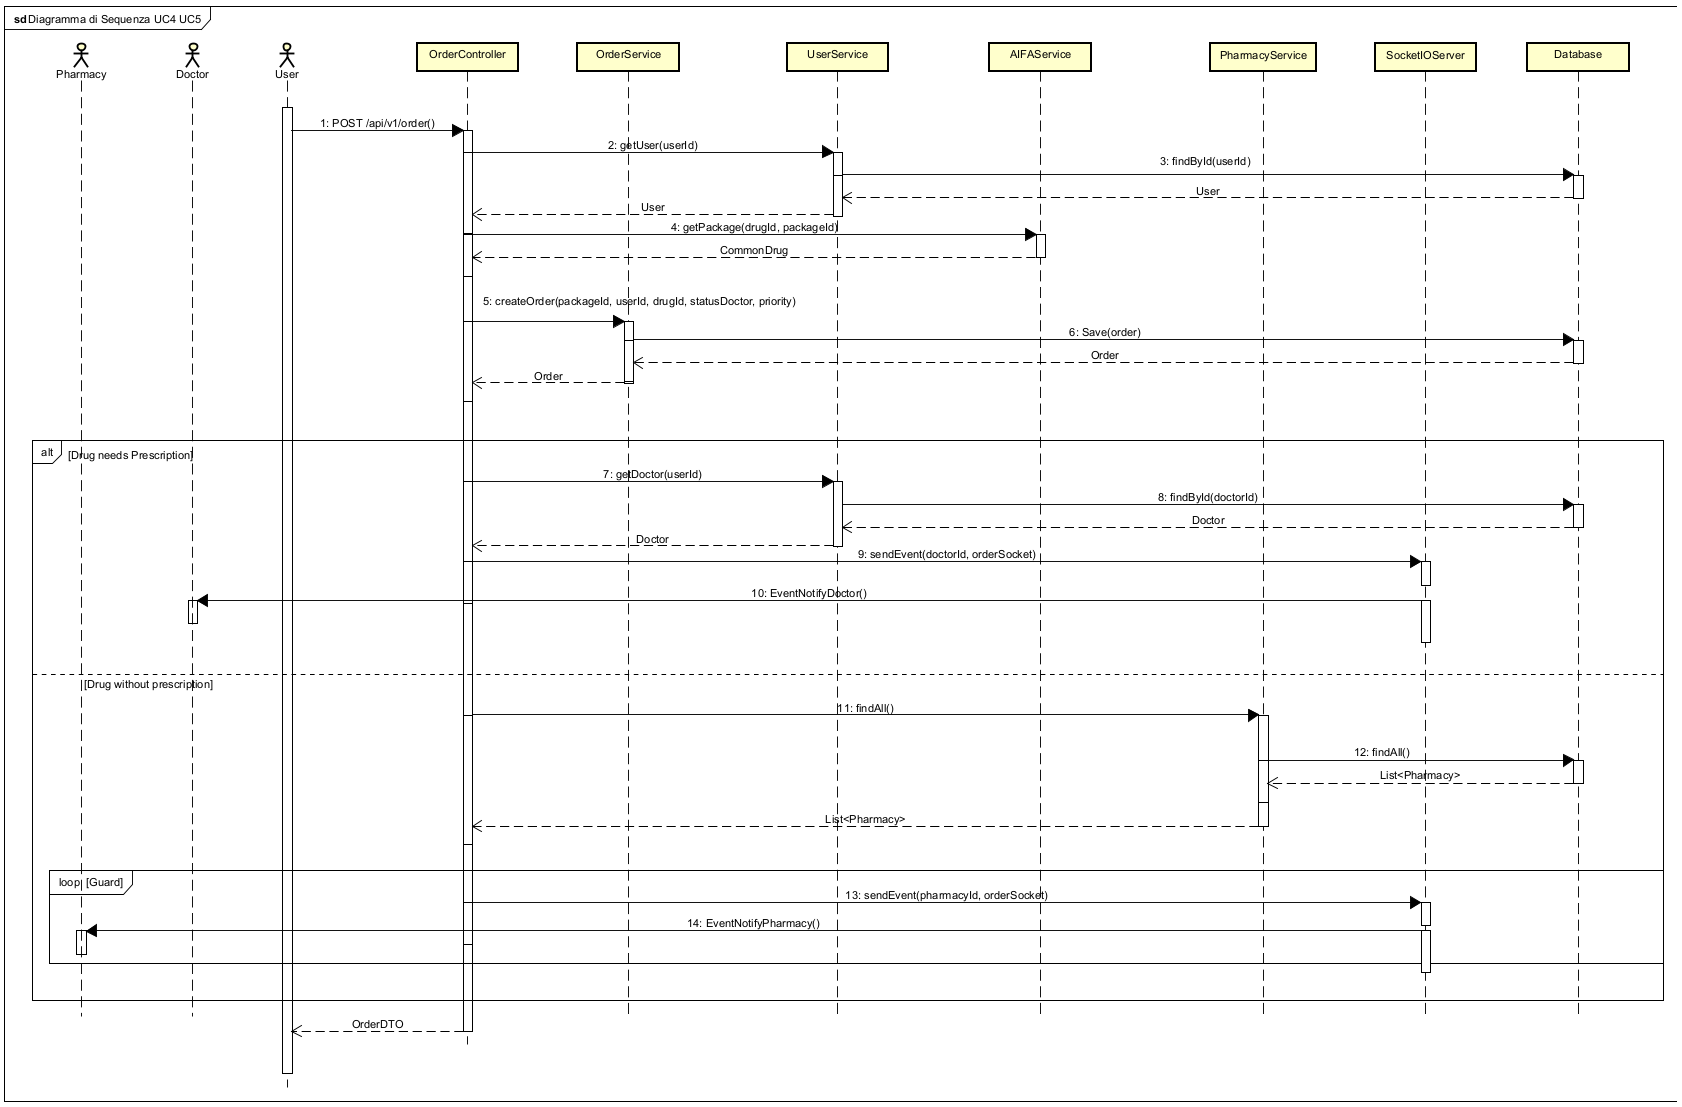 sd Diagramma di Sequenza UC4 UC5
Pharmacy
Doctor
User
OrderController
OrderService
UserService
AIFAService
PharmacyService
SocketIOServer
Database
1: POST /api/v1/order()
2: getUser(userId)
3: findById(userId)
User
User
4: getPackage(drugId, packageId)
CommonDrug
5: createOrder(packageId, userId, drugId, statusDoctor, priority)
6: Save(order)
Order
Order
alt
[Drug needs Prescription]
7: getDoctor(userId)
8: findById(doctorId)
Doctor
Doctor
9: sendEvent(doctorId, orderSocket)
10: EventNotifyDoctor()
[Drug without prescription]
11: findAll()
12: findAll()
List<Pharmacy>
List<Pharmacy>
loop [Guard]
13: sendEvent(pharmacyId, orderSocket)
14: EventNotifyPharmacy()
OrderDTO